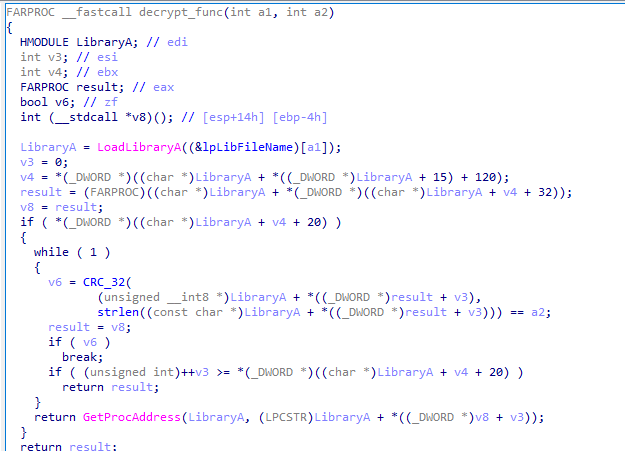 FARPROC __fastcall decrypt_func(int a1, int a2)
{
  HMODULE LibraryA; // edi
  int v3; // esi
  int v4; // ebx
  FARPROC result; // eax
  bool v6; // zf
  int (__stdcall *v8)(); // [esp+14h] [ebp-4h]

  LibraryA = LoadLibraryA((&lpLibFileName)[a1]);
  v3 = 0;
  v4 = *(_DWORD *)((char *)LibraryA + *((_DWORD *)LibraryA + 15) + 120);
  result = (FARPROC)((char *)LibraryA + *(_DWORD *)((char *)LibraryA + v4 + 32));
  v8 = result;
  if ( *(_DWORD *)((char *)LibraryA + v4 + 20) )
  {
    while ( 1 )
    {
      v6 = CRC_32(
             (unsigned __int8 *)LibraryA + *((_DWORD *)result + v3),
             strlen((const char *)LibraryA + *((_DWORD *)result + v3))) == a2;
      result = v8;
      if ( v6 )
        break;
      if ( (unsigned int)++v3 >= *(_DWORD *)((char *)LibraryA + v4 + 20) )
        return result;
    }
    return GetProcAddress(LibraryA, (LPCSTR)LibraryA + *((_DWORD *)v8 + v3));
  }
  return result;